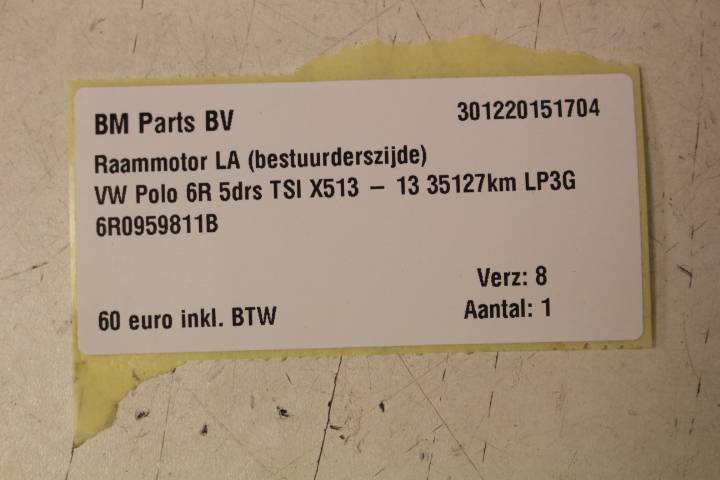 BM Parts BV 301220151704
Raammotor LA (bestuurderszijde)
VW Polo 6R 5drs TSI X513 – 13 35127km LP3G
6R0959811B
Verz: 8
60 euro inkl. BTW Aantal: 1